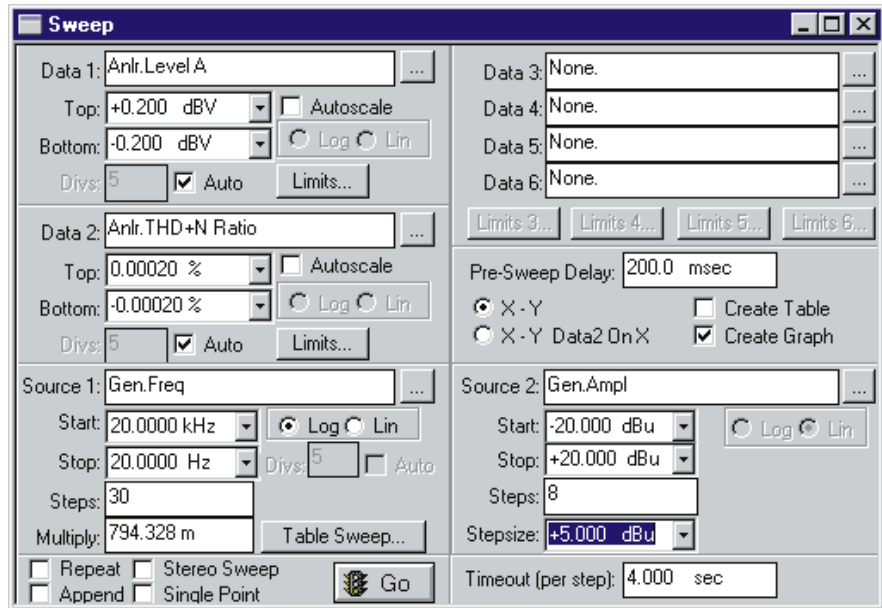 Sweep
Data 1: Anlr.Level A ...
Top: +0.200 dBV Autoscale
Bottom: -0.200 dBV Log Lin
Divs: 5 Auto Limits...
Data 2: Anlr.THD+N Ratio ...
Top: 0.00020 % Autoscale
Bottom: -0.00020 % Log Lin
Divs: 5 Auto Limits...
Source 1: Gen.Freq ...
Start: 20.0000 kHz Log Lin
Stop: 20.0000 Hz Divs: 5 Auto
Steps: 30
Multiply: 794.328 m Table Sweep...
Repeat Stereo Sweep
Append Single Point
Go
Data 3: None. ...
Data 4: None. ...
Data 5: None. ...
Data 6: None. ...
Limits 3... Limits 4... Limits 5... Limits 6...
Pre-Sweep Delay: 200.0 msec
X - Y Create Table
X - Y Data2 On X Create Graph
Source 2: Gen.Ampl ...
Start: -20.000 dBu Log Lin
Stop: +20.000 dBu
Steps: 8
Stepsize: +5.000 dBu
Timeout (per step): 4.000 sec